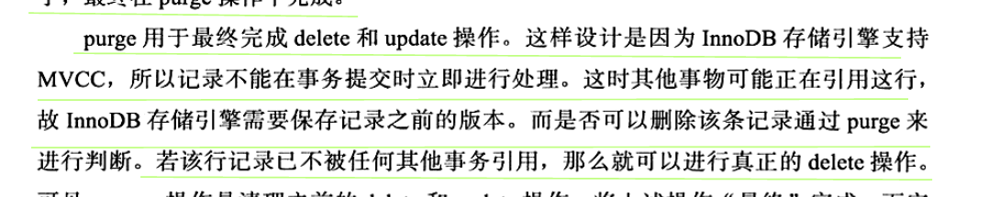 ，最终在 purge 操作中完成。
purge 用于最终完成 delete 和 update 操作。这样设计是因为 InnoDB 存储引擎支持
MVCC，所以记录不能在事务提交时立即进行处理。这时其他事物可能正在引用这行，
故 InnoDB 存储引擎需要保存记录之前的版本。而是否可以删除该条记录通过 purge 来
进行判断。若该行记录已不被任何其他事务引用，那么就可以进行真正的 delete 操作。